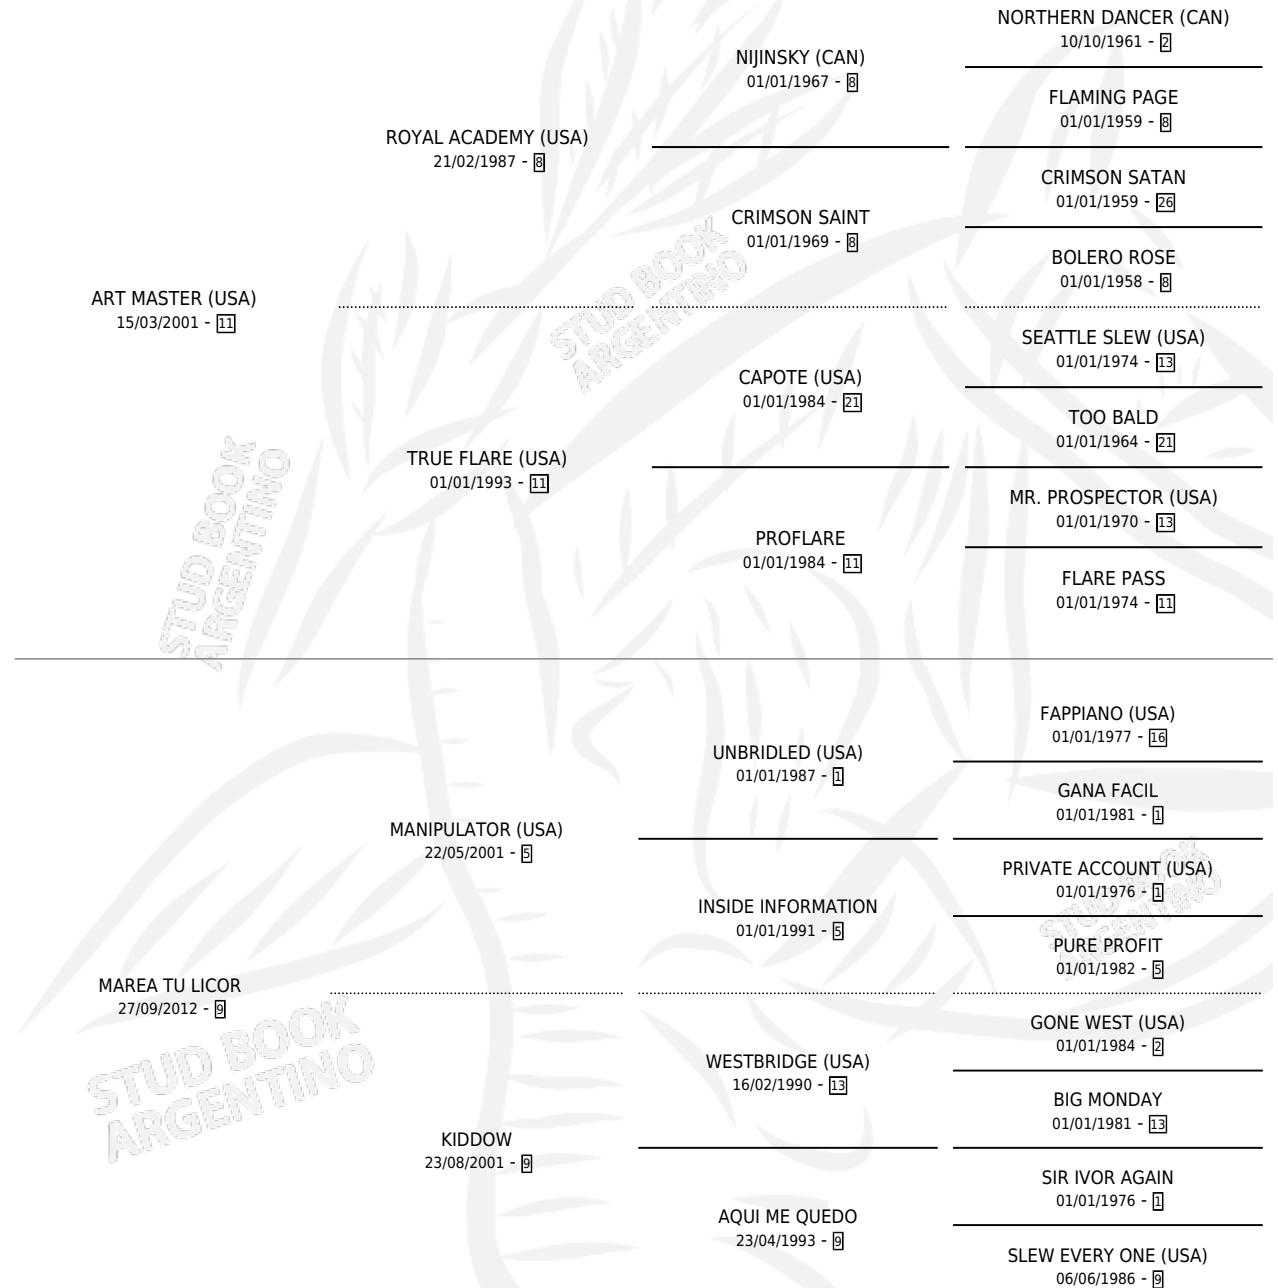 NORTHERN DANCER (CAN)
10/10/1961 - 2
NIJINSKY (CAN)
01/01/1967 - 8
FLAMING PAGE
01/01/1959 - 8
ROYAL ACADEMY (USA)
21/02/1987 - 8
CRIMSON SATAN
01/01/1959 - 26
CRIMSON SAINT
01/01/1969 - 8
BOLERO ROSE
01/01/1958 - 8
ART MASTER (USA)
15/03/2001 - 11
SEATTLE SLEW (USA)
01/01/1974 - 13
CAPOTE (USA)
01/01/1984 - 21
TOO BALD
01/01/1964 - 21
TRUE FLARE (USA)
01/01/1993 - 11
MR. PROSPECTOR (USA)
01/01/1970 - 13
PROFLARE
01/01/1984 - 11
FLARE PASS
01/01/1974 - 11
STUD BOOK
ARGENTINO
STUD BOOK
ARGENTINO
FAPPIANO (USA)
01/01/1977 - 16
UNBRIDLED (USA)
01/01/1987 - 1
GANA FACIL
01/01/1981 - 1
MANIPULATOR (USA)
22/05/2001 - 5
PRIVATE ACCOUNT (USA)
01/01/1976 - 1
INSIDE INFORMATION
01/01/1991 - 5
PURE PROFIT
01/01/1982 - 5
STUD BOOK
ARGENTINO
MAREA TU LICOR
27/09/2012 - 9
GONE WEST (USA)
01/01/1984 - 2
WESTBRIDGE (USA)
16/02/1990 - 13
BIG MONDAY
01/01/1981 - 13
KIDDOW
23/08/2001 - 9
SIR IVOR AGAIN
01/01/1976 - 1
AQUI ME QUEDO
23/04/1993 - 9
SLEW EVERY ONE (USA)
06/06/1986 - 9
STUD BOOK
ARGENTINO